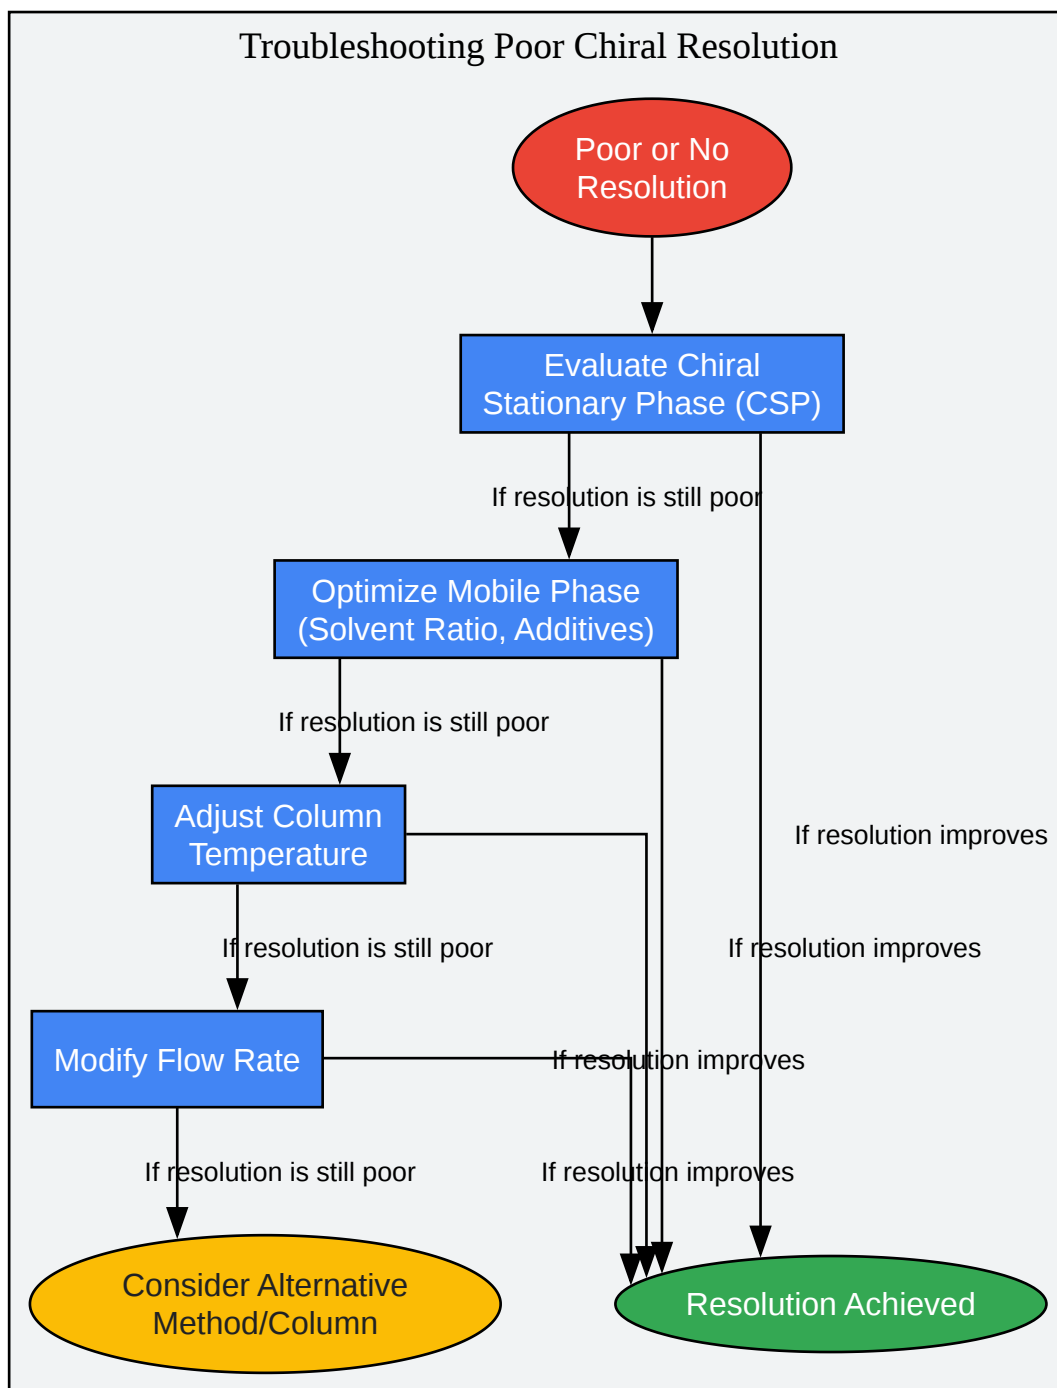 Troubleshooting Poor Chiral Resolution
Poor or No
Resolution
Evaluate Chiral
Stationary Phase (CSP)
If resolution is still poor
Optimize Mobile Phase
(Solvent Ratio, Additives)
If resolution is still poor
Adjust Column
Temperature
If resolution improves
If resolution is still poor
If resolution improves
Modify Flow Rate
If resolution improves
If resolution is still poor
If resolution improves
Consider Alternative
Method/Column
Resolution Achieved